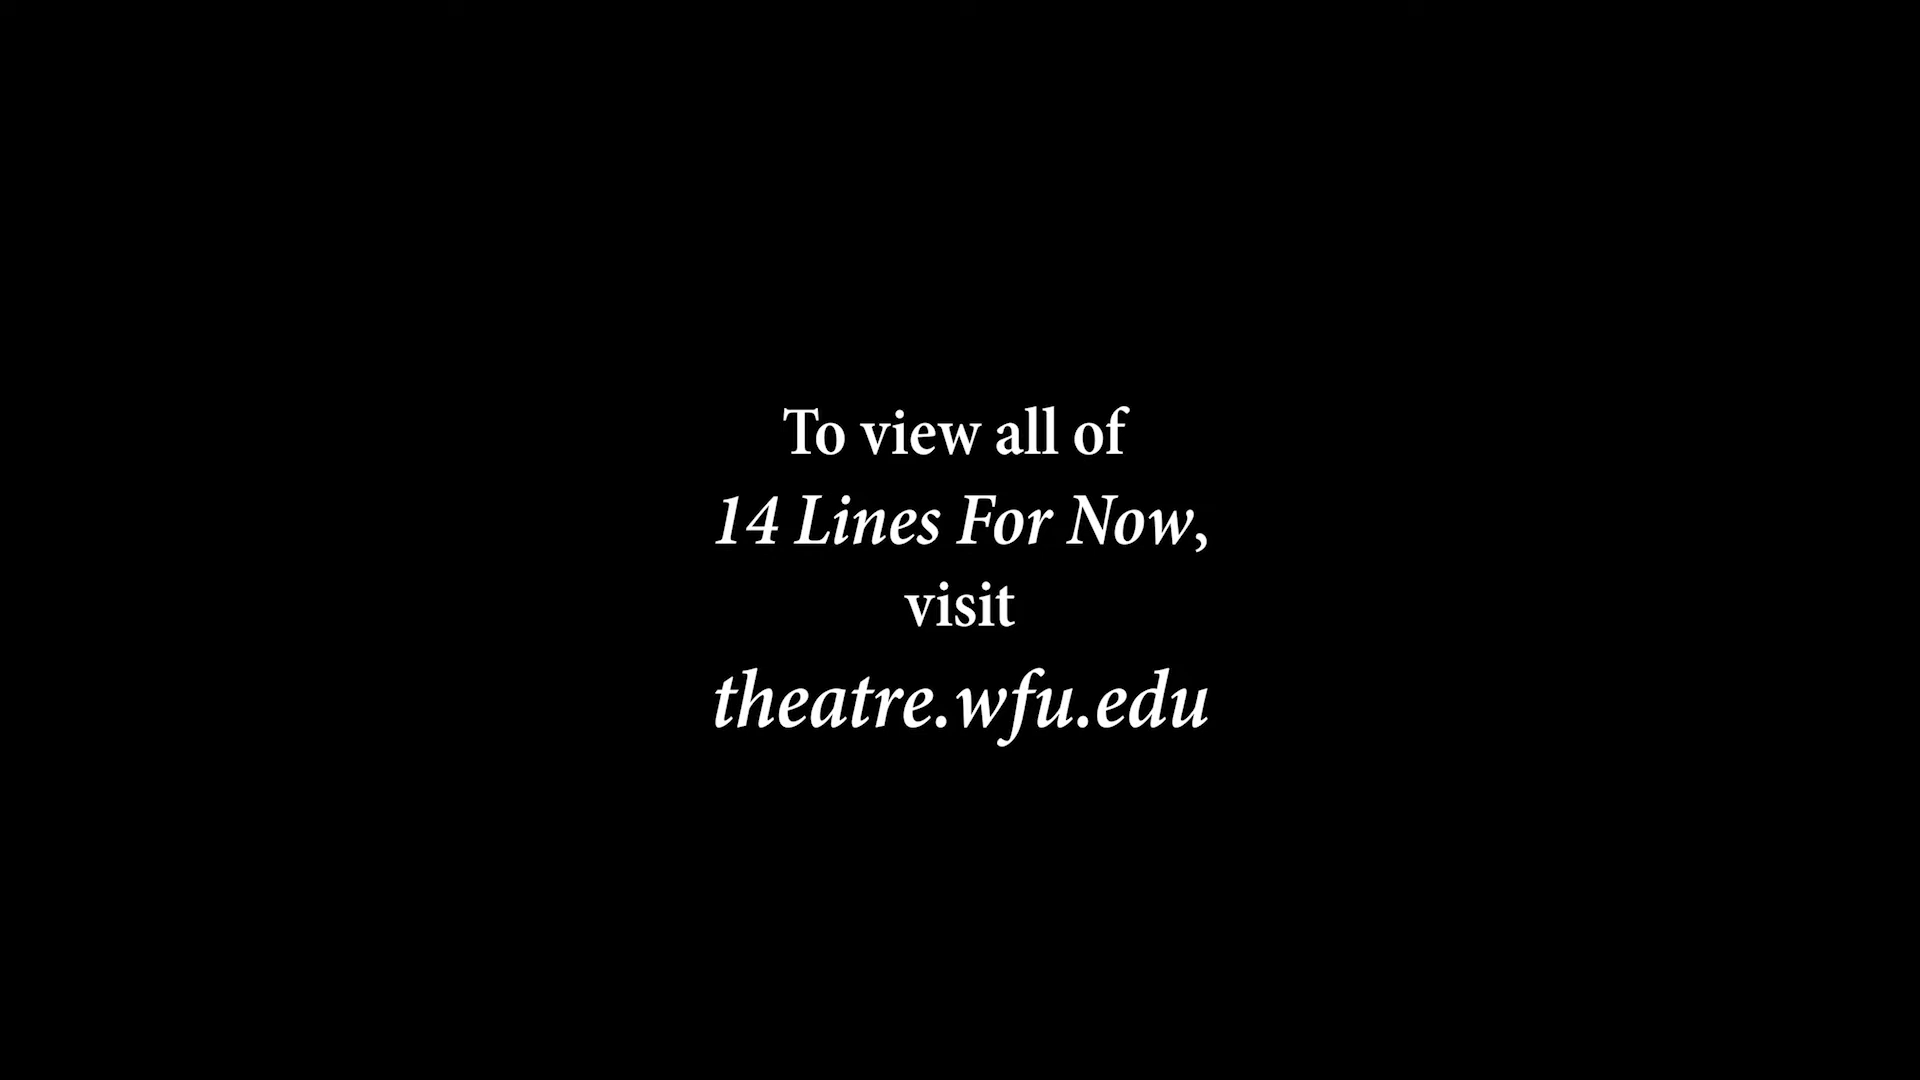 To view all of
14 Lines For Now,
visit
theatre.wfu.edu